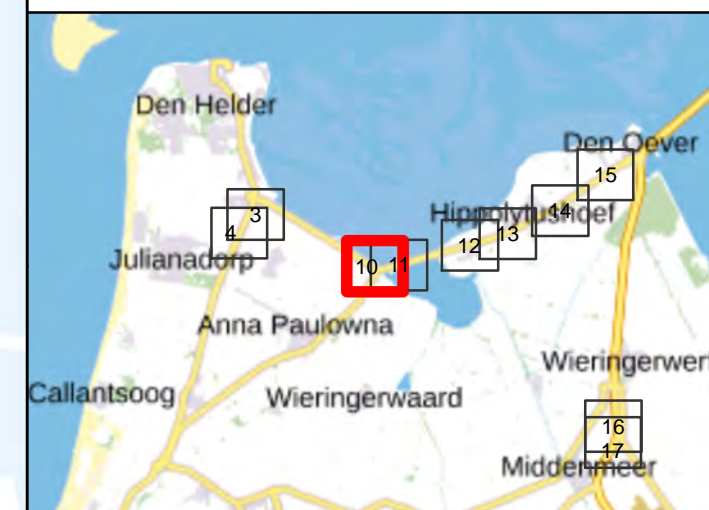 Den Helder
Den Oever
15
Hippolytushoef
14
3
4
13
12
Julianadorp
10
11
Anna Paulowna
Wieringerwerf
Callantsoog
Wieringerwaard
16
17
Middenmeer